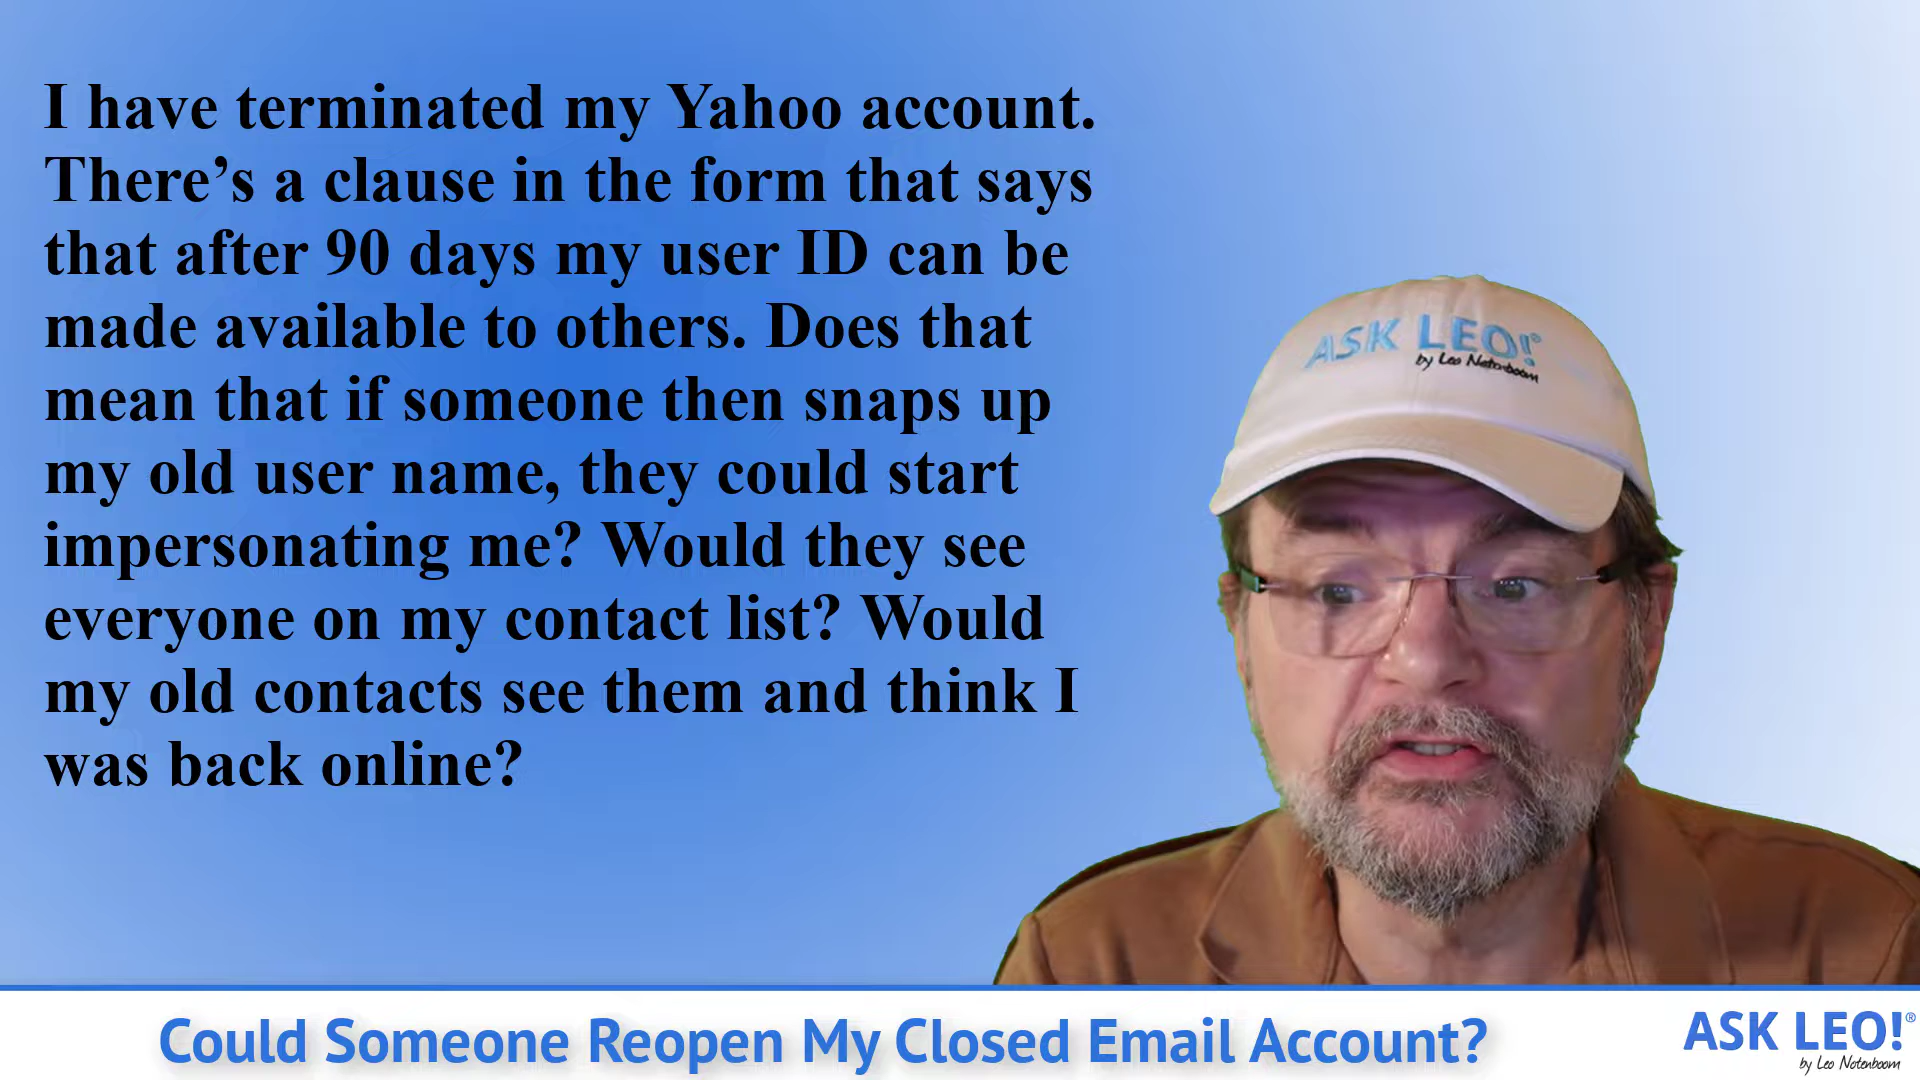 I have terminated my Yahoo account.
There’s a clause in the form that says
that after 90 days my user ID can be
made available to others. Does that
mean that if someone then snaps up
my old user name, they could start
impersonating me? Would they see
everyone on my contact list? Would
my old contacts see them and think I
was back online?
ASK LEO!®
by Leo Notenboom
Could Someone Reopen My Closed Email Account?
ASK LEO!®
by Leo Notenboom